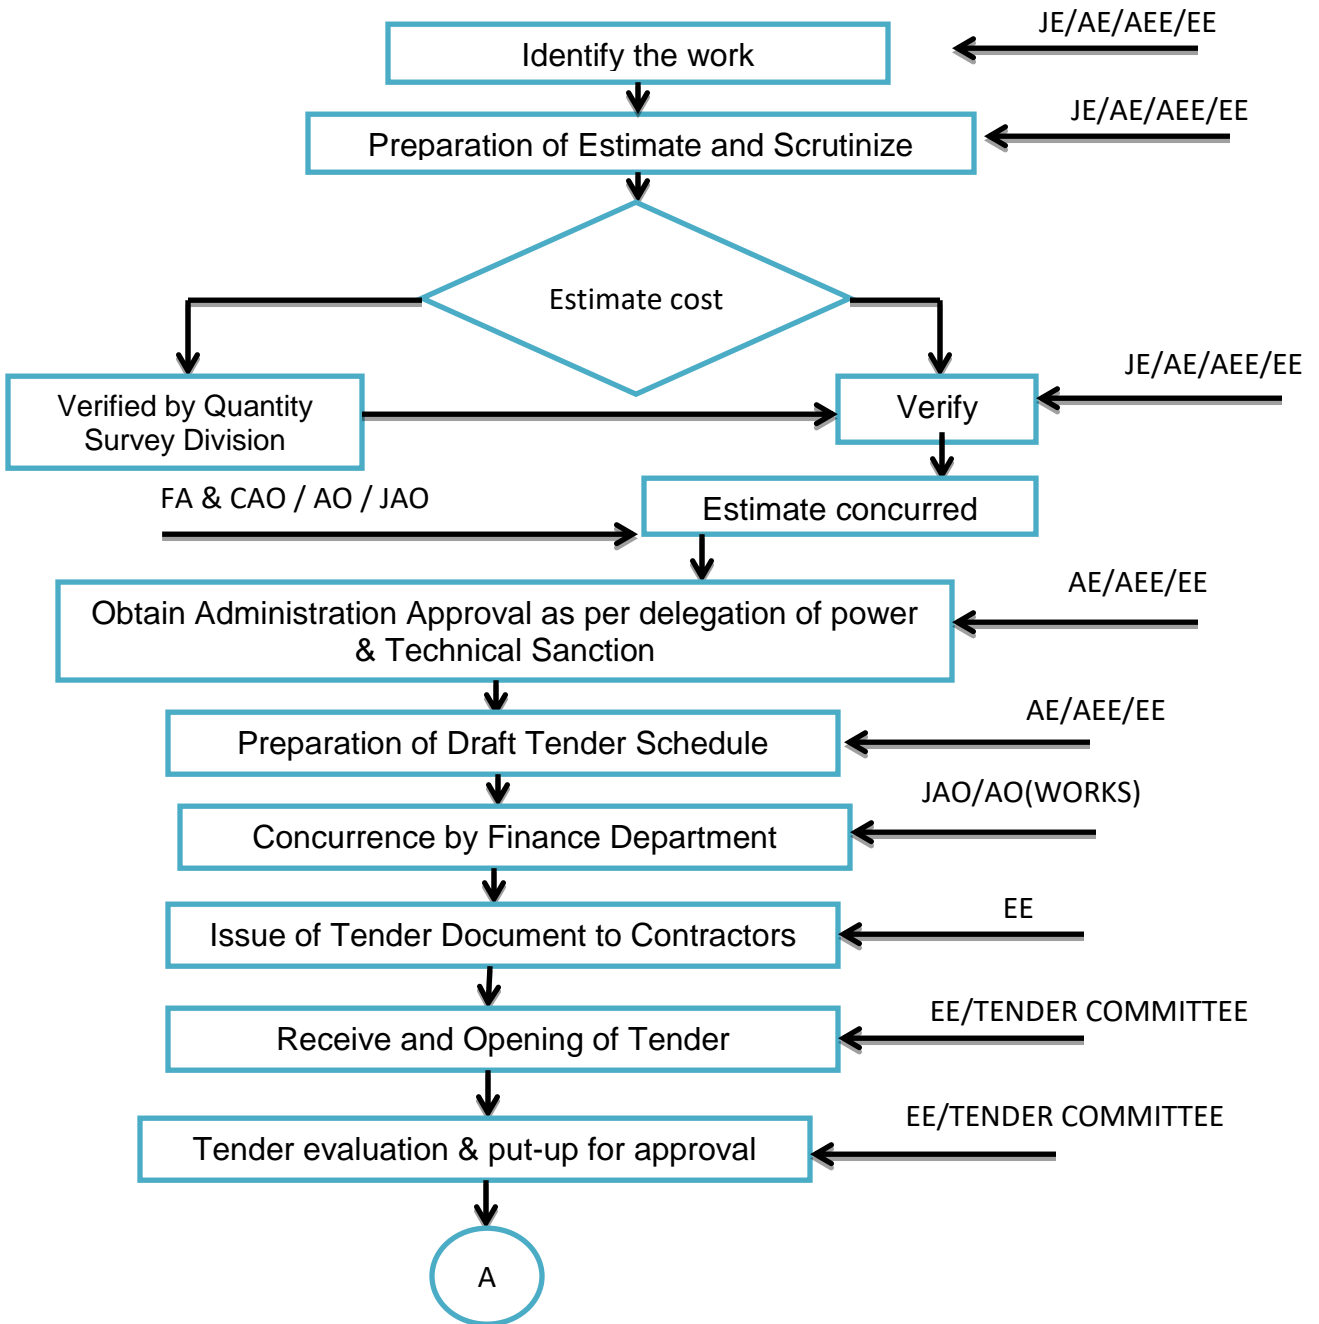 JE/AE/AEE/EE
Identify the work
JE/AE/AEE/EE
Preparation of Estimate and Scrutinize
Estimate cost
JE/AE/AEE/EE
Verified by Quantity
Survey Division
Verify
FA & CAO / AO / JAO
Estimate concurred
AE/AEE/EE
Obtain Administration Approval as per delegation of power
& Technical Sanction
AE/AEE/EE
Preparation of Draft Tender Schedule
JAO/AO(WORKS)
Concurrence by Finance Department
EE
Issue of Tender Document to Contractors
EE/TENDER COMMITTEE
Receive and Opening of Tender
EE/TENDER COMMITTEE
Tender evaluation & put-up for approval
A